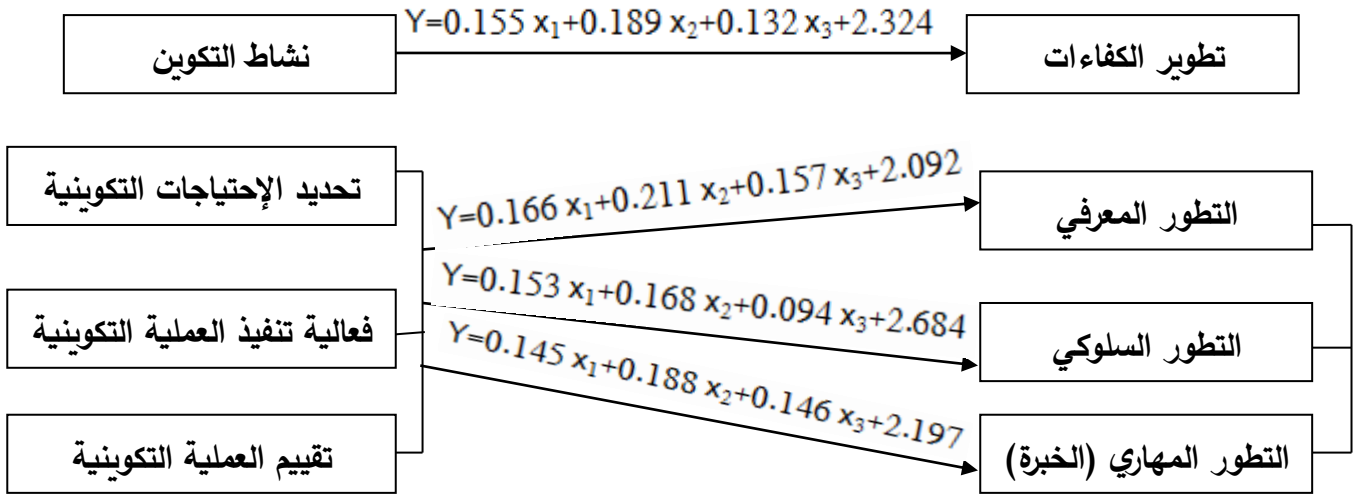 نشاط التكوين
Y=0.155 x₁+0.189 x₂+0.132 x₃+2.324
تطوير الكفاءات
تحديد الإحتياجات التكوينية
Y=0.166 x₁+0.211 x₂+0.157 x₃+2.092
التطور المعرفي
فعالية تنفيذ العملية التكوينية
Y=0.153 x₁+0.168 x₂+0.094 x₃+2.684
التطور السلوكي
تقييم العملية التكوينية
Y=0.145 x₁+0.188 x₂+0.146 x₃+2.197
التطور المهاري (الخبرة)